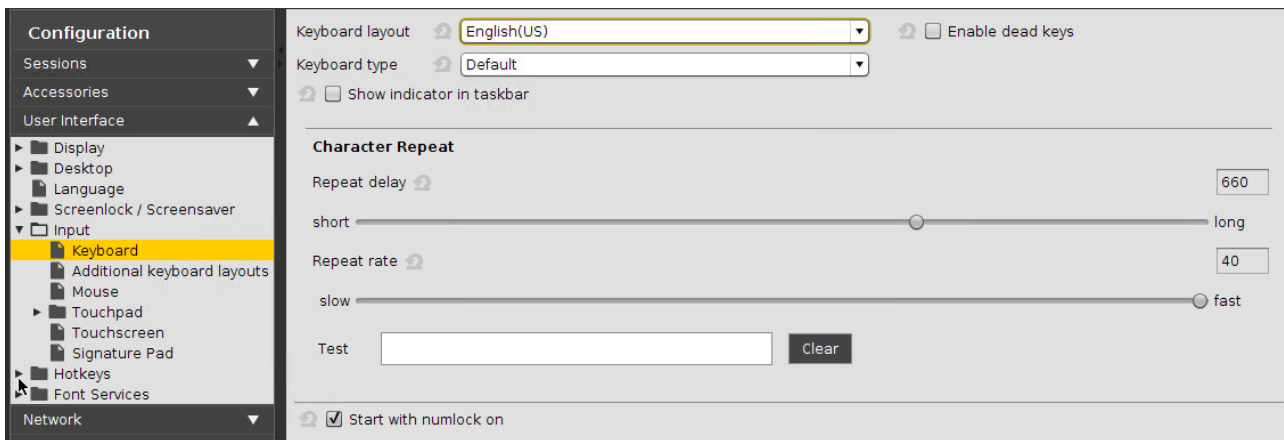 Configuration
Sessions
Accessories
User Interface
Display
Desktop
Language
Screenlock / Screensaver
Input
Keyboard
Additional keyboard layouts
Mouse
Touchpad
Touchscreen
Signature Pad
Hotkeys
Font Services
Network
Keyboard layout English(US) Enable dead keys
Keyboard type Default
Show indicator in taskbar
Character Repeat
Repeat delay 660
short long
Repeat rate 40
slow fast
Test Clear
Start with numlock on